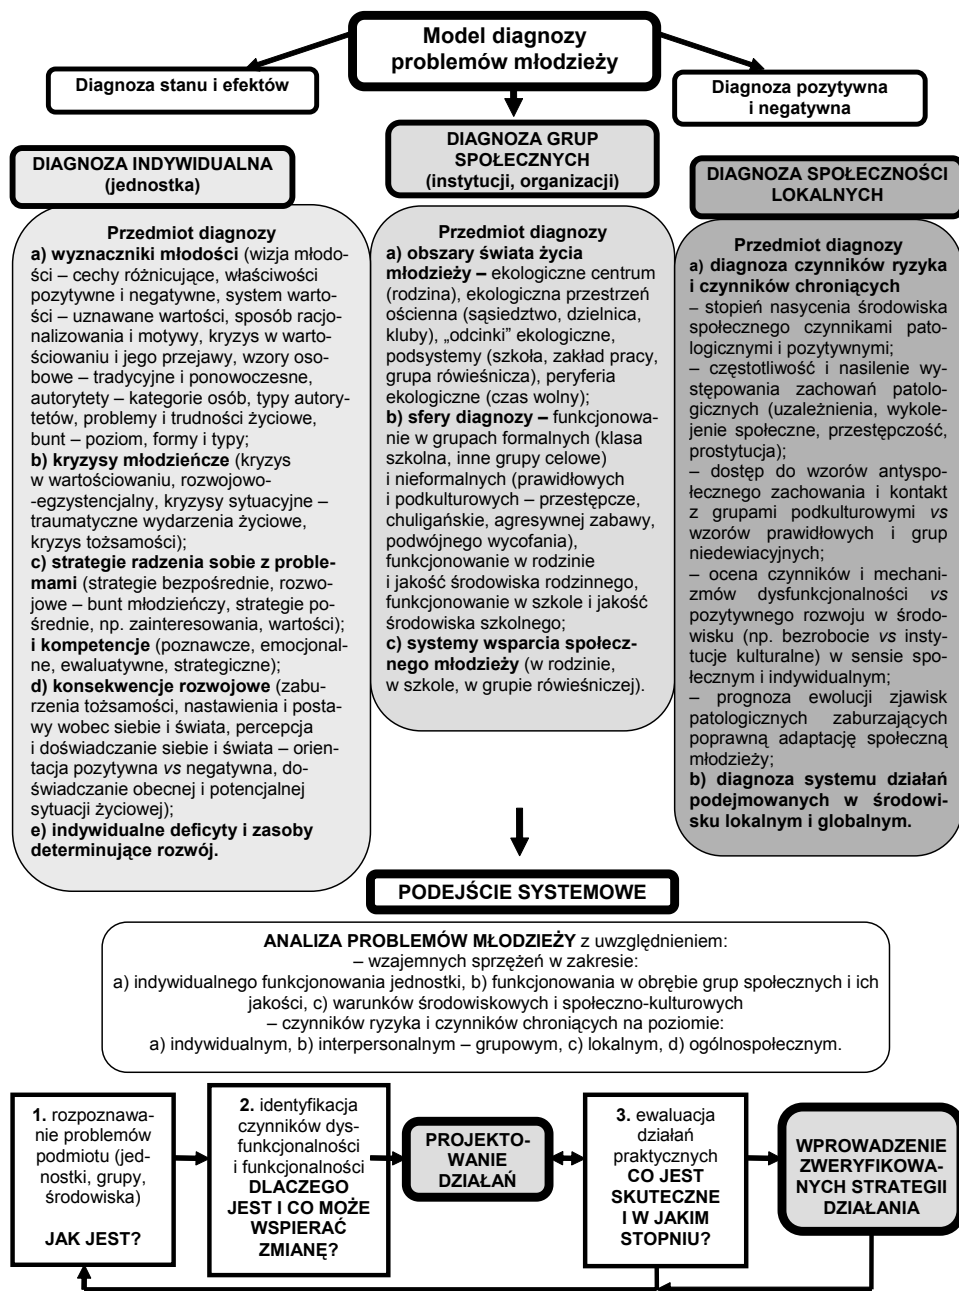 Model diagnozy
problemów młodzieży
Diagnoza stanu i efektów
Diagnoza pozytywna
i negatywna
DIAGNOZA INDYWIDUALNA
(jednostka)
Przedmiot diagnozy
a) wyznaczniki młodości (wizja młodo-
ści – cechy różnicujące, właściwości
pozytywne i negatywne, system warto-
ści – uznawane wartości, sposób racjo-
nalizowania i motywy, kryzys w warto-
ściowaniu i jego przejawy, wzory oso-
bowe – tradycyjne i ponowoczesne,
autorytety – kategorie osób, typy autory-
tetów, problemy i trudności życiowe,
bunt – poziom, formy i typy;
b) kryzysy młodzieńcze (kryzys
w wartościowaniu, rozwojowo-
-egzystencjalny, kryzysy sytuacyjne –
traumatyczne wydarzenia życiowe,
kryzys tożsamości);
c) strategie radzenia sobie z proble-
mami (strategie bezpośrednie, rozwo-
jowe – bunt młodzieńczy, strategie po-
średnie, np. zainteresowania, wartości);
i kompetencje (poznawcze, emocjonal-
ne, ewaluatywne, strategiczne);
d) konsekwencje rozwojowe (zabu-
rzenia tożsamości, nastawienia i posta-
wy wobec siebie i świata, percepcja
i doświadczanie siebie i świata – orien-
tacja pozytywna vs negatywna, do-
świadczanie obecnej i potencjalnej
sytuacji życiowej);
e) indywidualne deficyty i zasoby
determinujące rozwój.
DIAGNOZA GRUP
SPOŁECZNYCH
(instytucji, organizacji)
Przedmiot diagnozy
a) obszary świata życia
młodzieży – ekologiczne centrum
(rodzina), ekologiczna przestrzeń
ościenna (sąsiedztwo, dzielnica,
kluby), „odcinki” ekologiczne,
podsystemy (szkoła, zakład pracy,
grupa rówieśnicza), peryferia
ekologiczne (czas wolny);
b) sfery diagnozy – funkcjonowa-
nie w grupach formalnych (klasa
szkolna, inne grupy celowe)
i nieformalnych (prawidłowych
i podkulturowych – przestępcze,
chuligańskie, agresywnej zabawy,
podwójnego wycofania),
funkcjonowanie w rodzinie
i jakość środowiska rodzinnego,
funkcjonowanie w szkole i jakość
środowiska szkolnego;
c) systemy wsparcia społecz-
nego młodzieży (w rodzinie,
w szkole, w grupie rówieśniczej).
DIAGNOZA SPOŁECZNOŚCI
LOKALNYCH
Przedmiot diagnozy
a) diagnoza czynników ryzyka
i czynników chroniących
– stopień nasycenia środowiska
społecznego czynnikami pato-
logicznymi i pozytywnymi;
– częstotliwość i nasilenie wy-
stępowania zachowań patolo-
gicznych (uzależnienia, wykole-
jenie społeczne, przestępczość,
prostytucja);
– dostęp do wzorów antyspo-
łecznego zachowania i kontakt
z grupami podkulturowymi vs
wzorów prawidłowych i grup
niedewiacyjnych;
– ocena czynników i mechani-
zmów dysfunkcjonalności vs
pozytywnego rozwoju w środo-
wisku (np. bezrobocie vs insty-
tucje kulturalne) w sensie spo-
łecznym i indywidualnym;
– prognoza ewolucji zjawisk
patologicznych zaburzających
poprawną adaptację społeczną
młodzieży;
b) diagnoza systemu działań
podejmowanych w środowi-
sku lokalnym i globalnym.
PODEJŚCIE SYSTEMOWE
ANALIZA PROBLEMÓW MŁODZIEŻY z uwzględnieniem:
– wzajemnych sprzężeń w zakresie:
a) indywidualnego funkcjonowania jednostki, b) funkcjonowania w obrębie grup społecznych i ich
jakości, c) warunków środowiskowych i społeczno-kulturowych
– czynników ryzyka i czynników chroniących na poziomie:
a) indywidualnym, b) interpersonalnym – grupowym, c) lokalnym, d) ogólnospołecznym.
1. rozpoznawa-
nie problemów
podmiotu (jed-
nostki, grupy,
środowiska)
JAK JEST?
2. identyfikacja
czynników dys-
funkcjonalności
i funkcjonalności
DLACZEGO
JEST I CO MOŻE
WSPIERAĆ
ZMIANĘ?
PROJEKTO-
WANIE
DZIAŁAŃ
3. ewaluacja
działań
praktycznych
CO JEST
SKUTECZNE
I W JAKIM
STOPNIU?
WPROWADZENIE
ZWERYFIKOWA-
NYCH STRATEGII
DZIAŁANIA